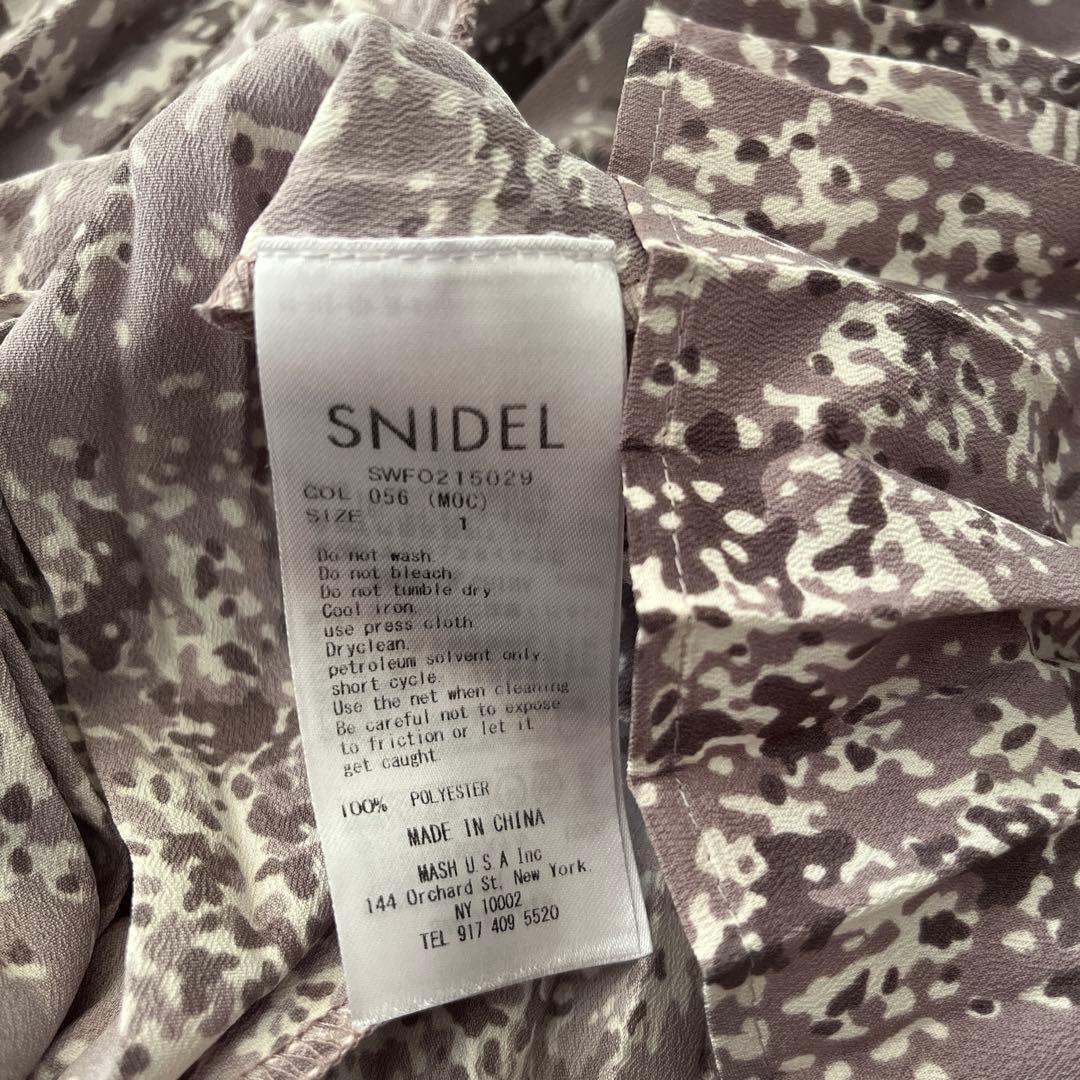 SNIDEL
SWFO215029
COL 056 (MOC)
SIZE 1
Do not wash.
Do not bleach.
Do not tumble dry
Cool iron.
use press cloth.
Dryclean.
petroleum solvent only.
short cycle.
Use the net when cleaning
Be careful not to expose
to friction or let it
get caught.
100% POLYESTER
MADE IN CHINA
MASH U.S.A Inc
144 Orchard St, New York.
NY 10002
TEL 917 409 5520